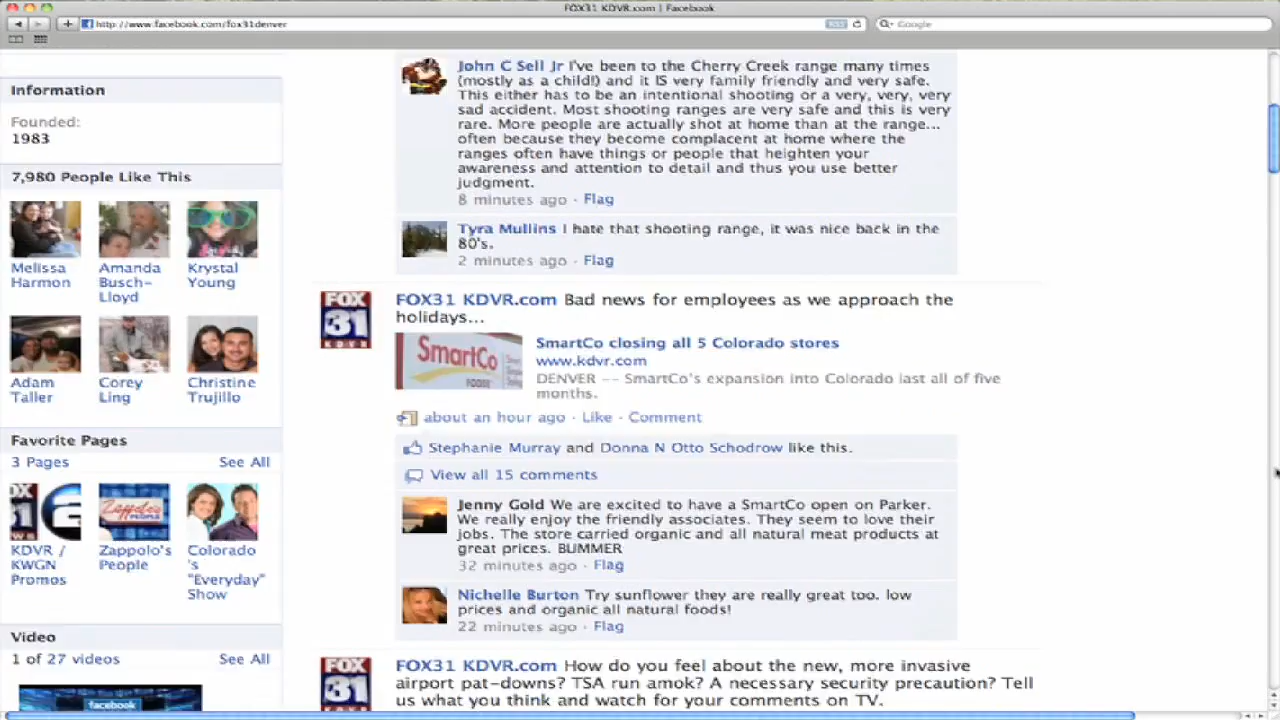 FOX31 KDVR.com | Facebook
http://www.facebook.com/fox31denver
RSS
Google
Information
Founded:
1983
7,980 People Like This
Melissa
Harmon
Amanda
Busch-
Lloyd
Krystal
Young
Adam
Taller
Corey
Ling
Christine
Trujillo
Favorite Pages
3 Pages
See All
KDVR /
KWGN
Promos
Zappolo's
People
Colorado
's
"Everyday"
Show
Video
1 of 27 videos
See All
facebook
John C Sell Jr I've been to the Cherry Creek range many times
(mostly as a child!) and it IS very family friendly and very safe.
This either has to be an intentional shooting or a very, very, very
sad accident. Most shooting ranges are very safe and this is very
rare. More people are actually shot at home than at the range...
often because they become complacent at home where the
ranges often have things or people that heighten your
awareness and attention to detail and thus you use better
judgment.
8 minutes ago · Flag
Tyra Mullins I hate that shooting range, it was nice back in the
80's.
2 minutes ago · Flag
FOX
31
KDVR
FOX31 KDVR.com Bad news for employees as we approach the
holidays...
SmartCo
FOODS
SmartCo closing all 5 Colorado stores
www.kdvr.com
DENVER -- SmartCo's expansion into Colorado last all of five
months.
about an hour ago · Like · Comment
Stephanie Murray and Donna N Otto Schodrow like this.
View all 15 comments
Jenny Gold We are excited to have a SmartCo open on Parker.
We really enjoy the friendly associates. They seem to love their
jobs. The store carried organic and all natural meat products at
great prices. BUMMER
32 minutes ago · Flag
Nichelle Burton Try sunflower they are really great too. low
prices and organic all natural foods!
22 minutes ago · Flag
FOX
31
FOX31 KDVR.com How do you feel about the new, more invasive
airport pat-downs? TSA run amok? A necessary security precaution? Tell
us what you think and watch for your comments on TV.